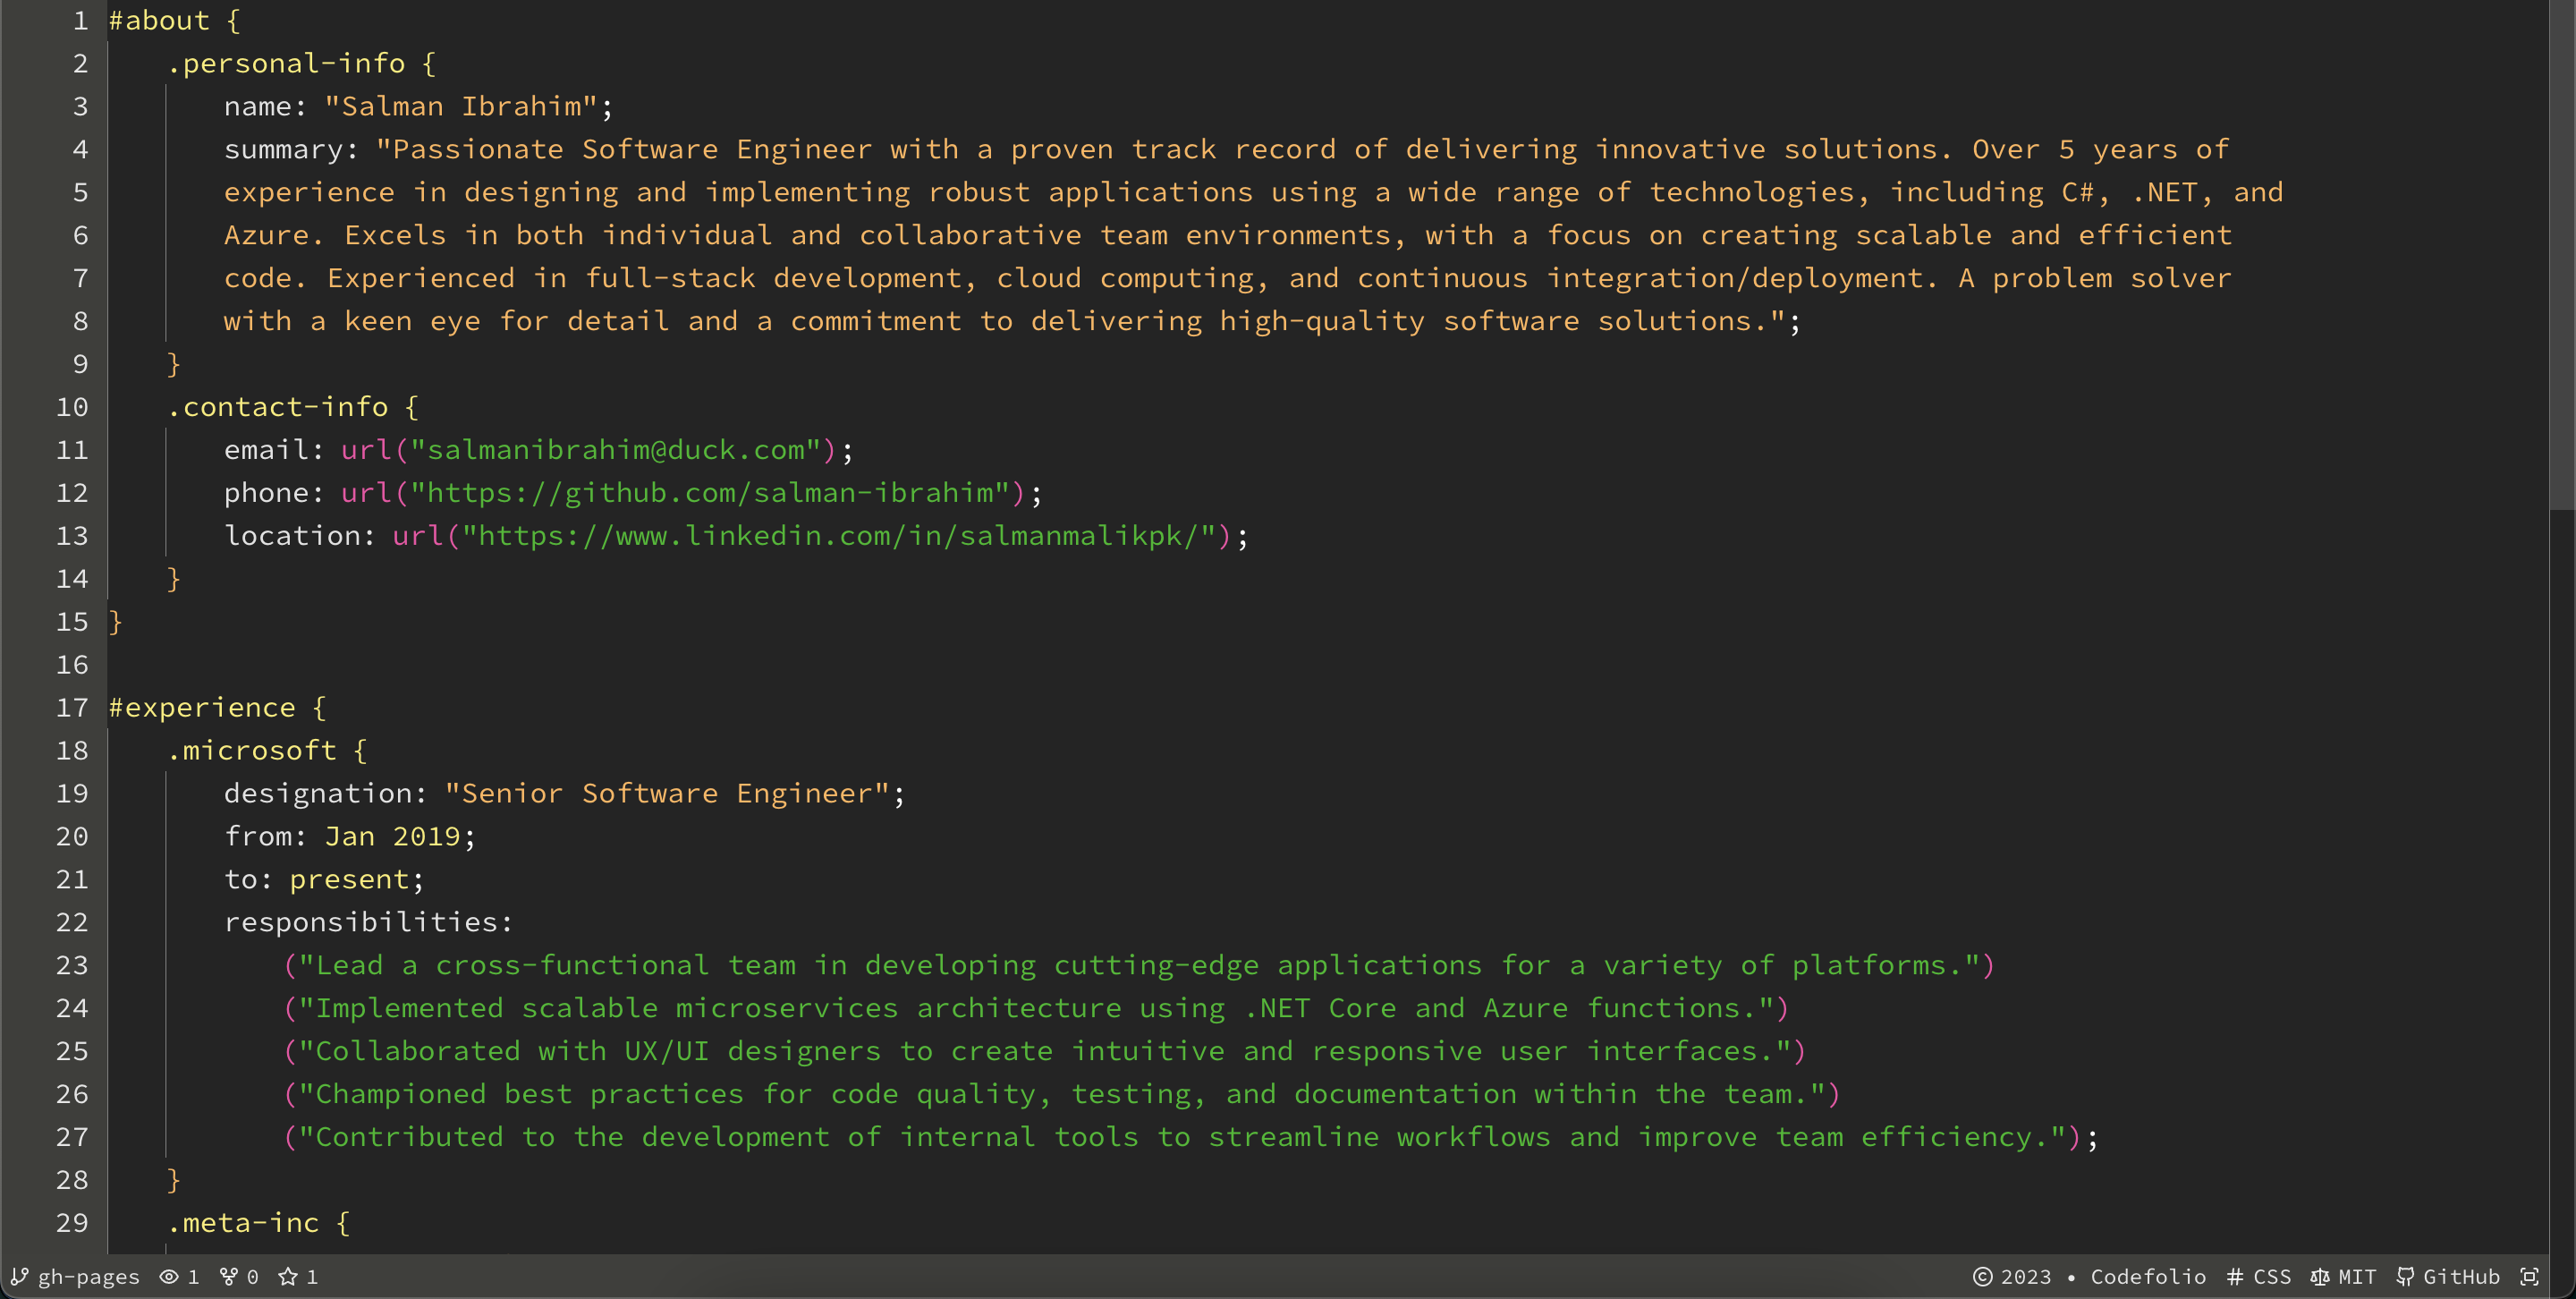 1 #about {
2 .personal-info {
3 name: "Salman Ibrahim";
4 summary: "Passionate Software Engineer with a proven track record of delivering innovative solutions. Over 5 years of
5 experience in designing and implementing robust applications using a wide range of technologies, including C#, .NET, and
6 Azure. Excels in both individual and collaborative team environments, with a focus on creating scalable and efficient
7 code. Experienced in full-stack development, cloud computing, and continuous integration/deployment. A problem solver
8 with a keen eye for detail and a commitment to delivering high-quality software solutions.";
9 }
10 .contact-info {
11 email: url("salmanibrahim@duck.com");
12 phone: url("https://github.com/salman-ibrahim");
13 location: url("https://www.linkedin.com/in/salmanmalikpk/");
14 }
15 }
16
17 #experience {
18 .microsoft {
19 designation: "Senior Software Engineer";
20 from: Jan 2019;
21 to: present;
22 responsibilities:
23 ("Lead a cross-functional team in developing cutting-edge applications for a variety of platforms.")
24 ("Implemented scalable microservices architecture using .NET Core and Azure functions.")
25 ("Collaborated with UX/UI designers to create intuitive and responsive user interfaces.")
26 ("Championed best practices for code quality, testing, and documentation within the team.")
27 ("Contributed to the development of internal tools to streamline workflows and improve team efficiency.");
28 }
29 .meta-inc {
gh-pages 1 0 1 © 2023 • Codefolio # CSS MIT GitHub